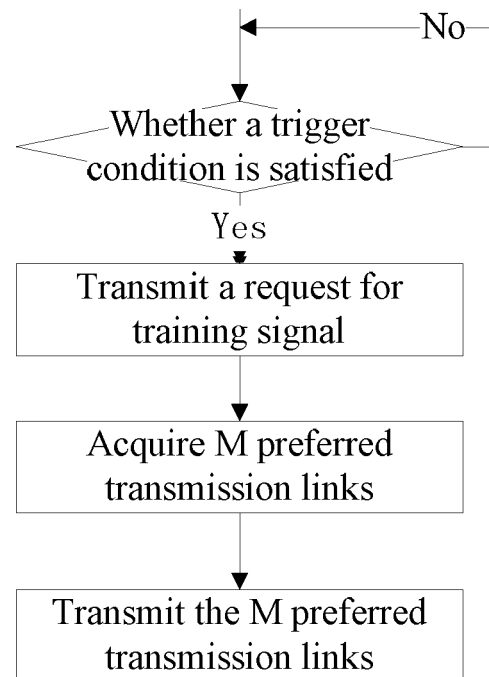 No
Whether a trigger
condition is satisfied
Yes
Transmit a request for
training signal
Acquire M preferred
transmission links
Transmit the M preferred
transmission links